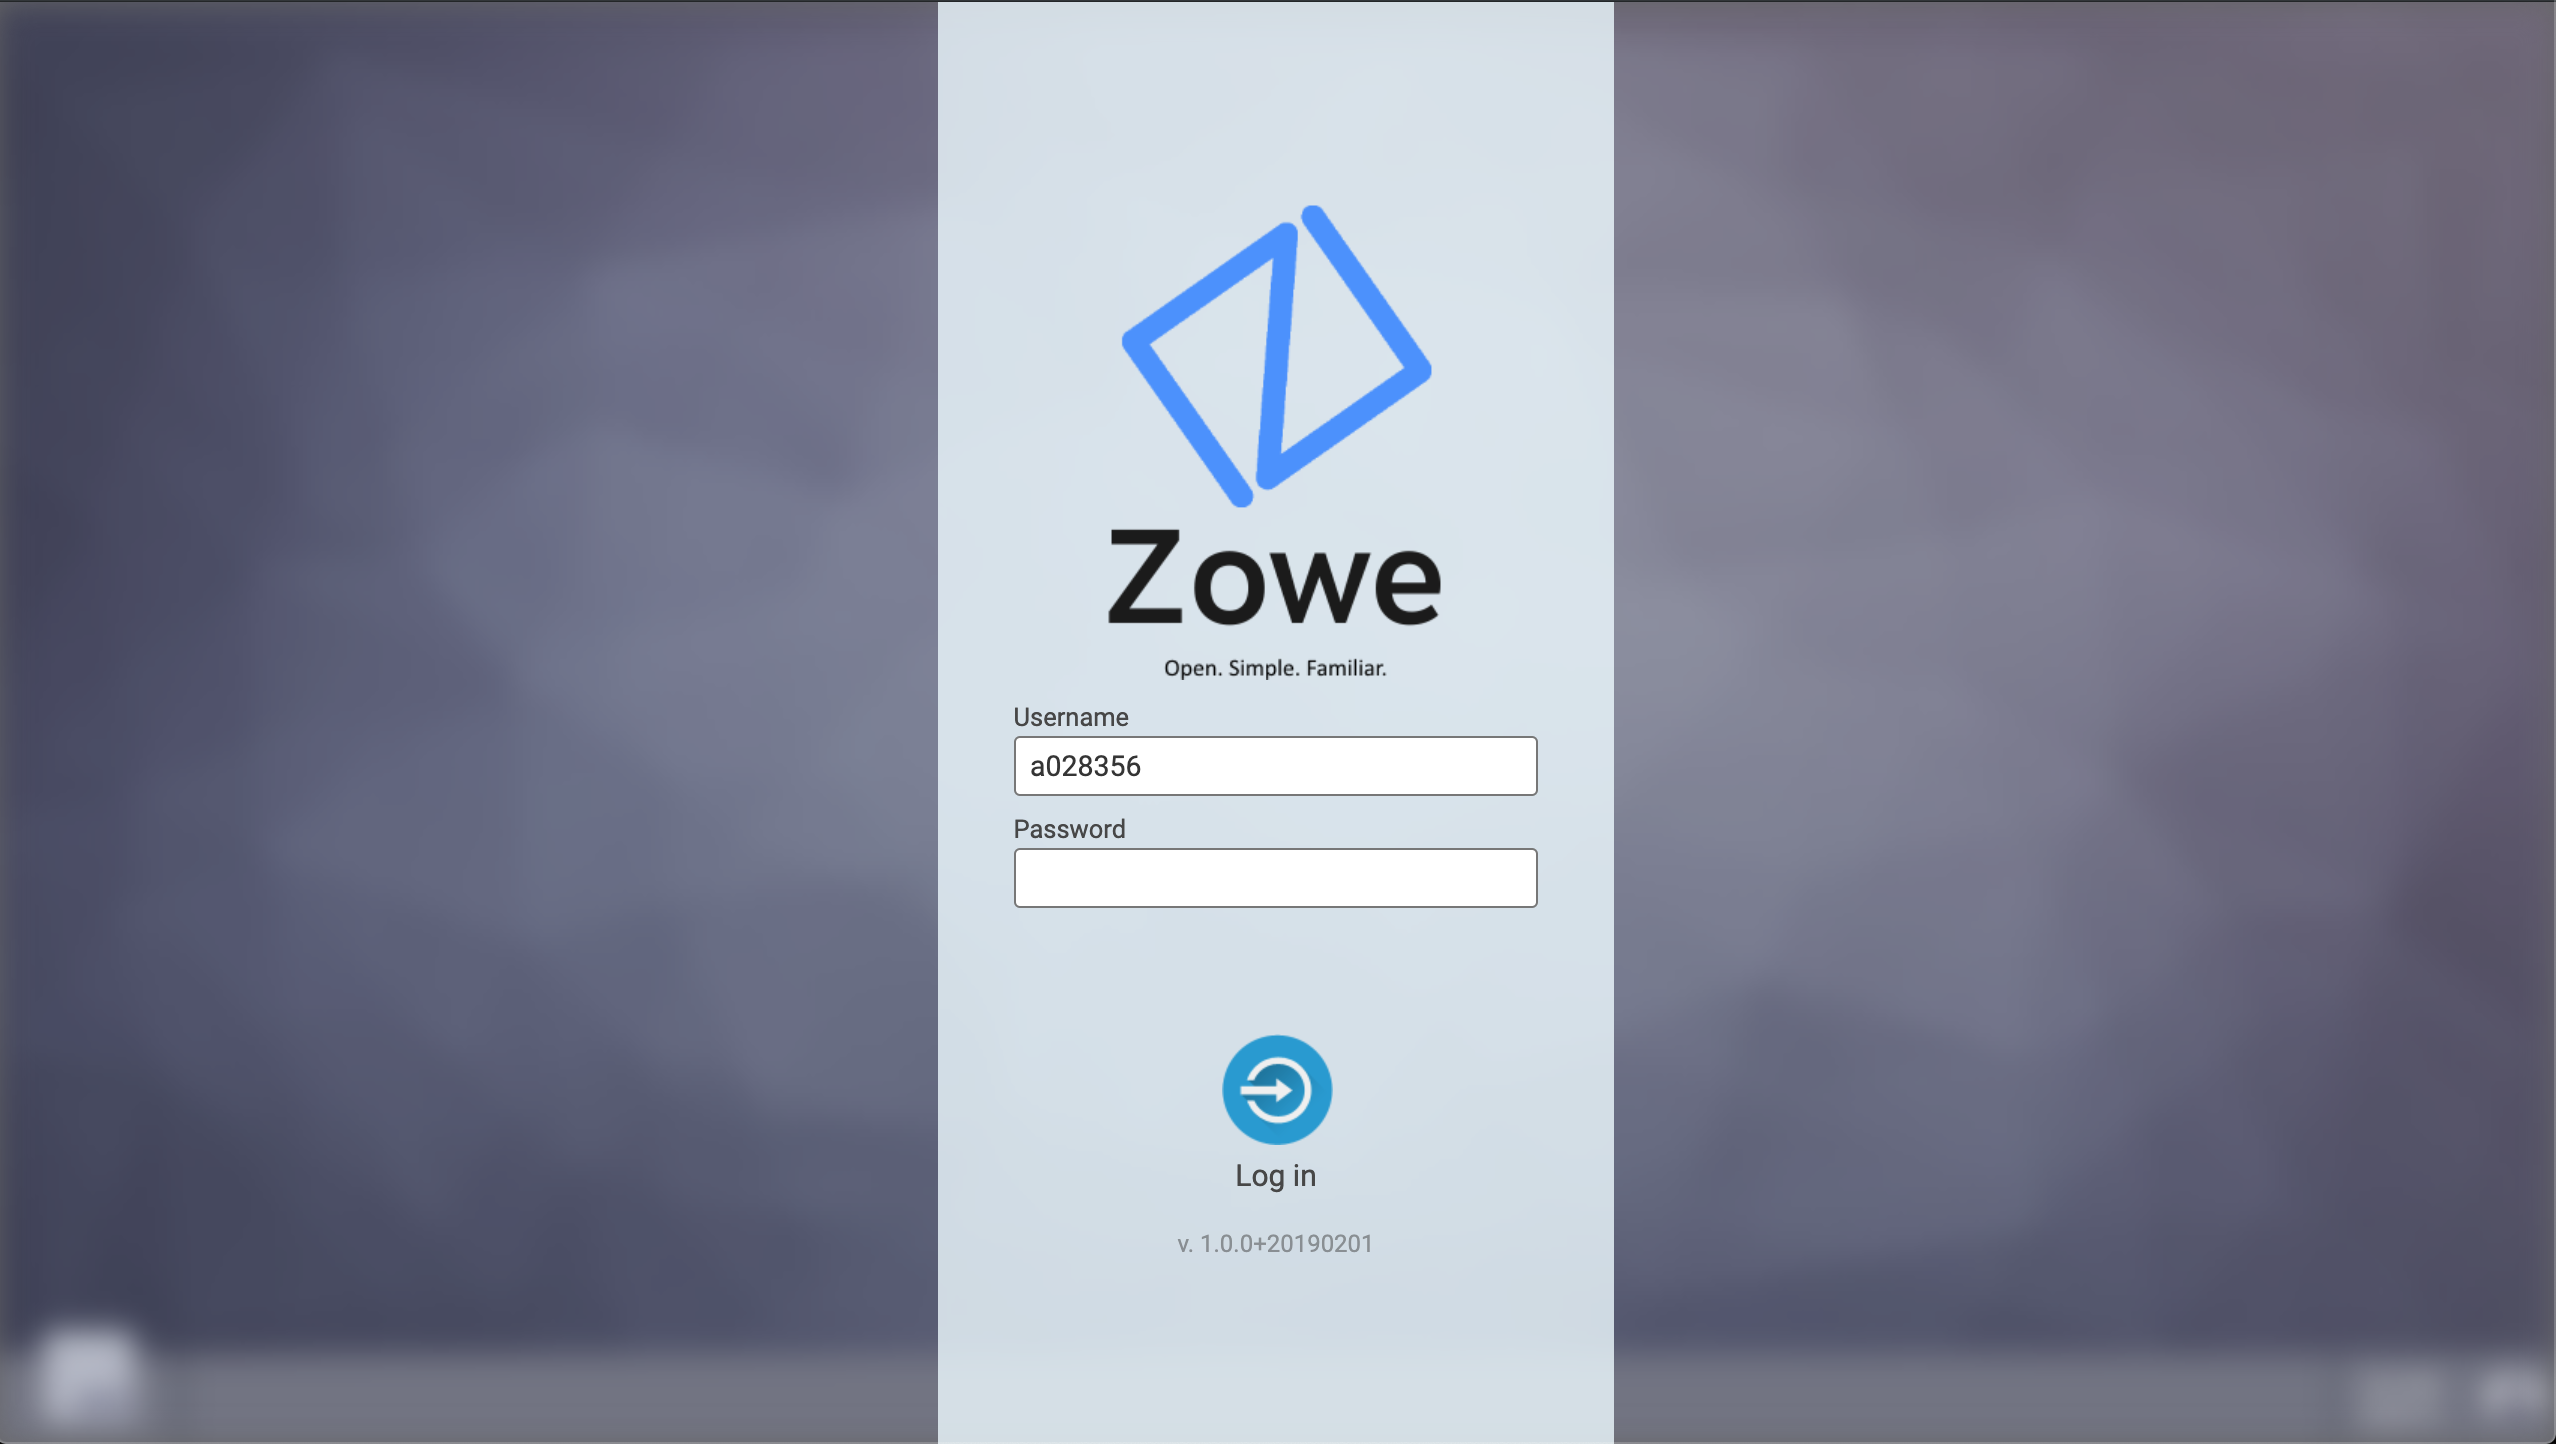 Zowe
Open. Simple. Familiar.
Username
a028356
Password
Log in
v. 1.0.0+20190201